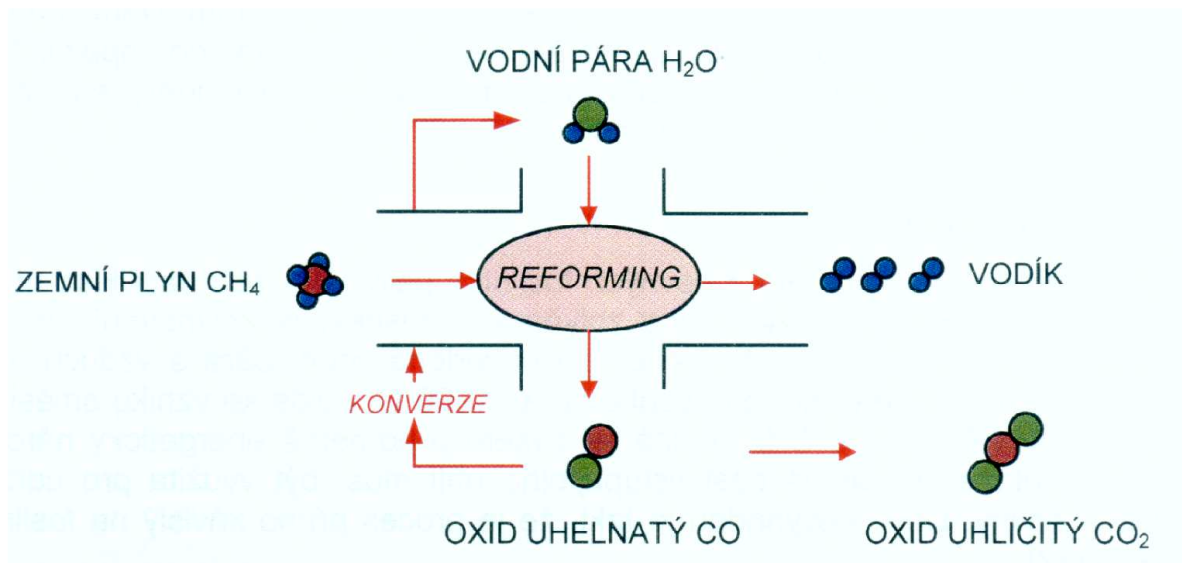 VODNÍ PÁRA H₂O
ZEMNÍ PLYN CH₄
REFORMING
VODÍK
KONVERZE
OXID UHELNATÝ CO
OXID UHLIČITÝ CO₂